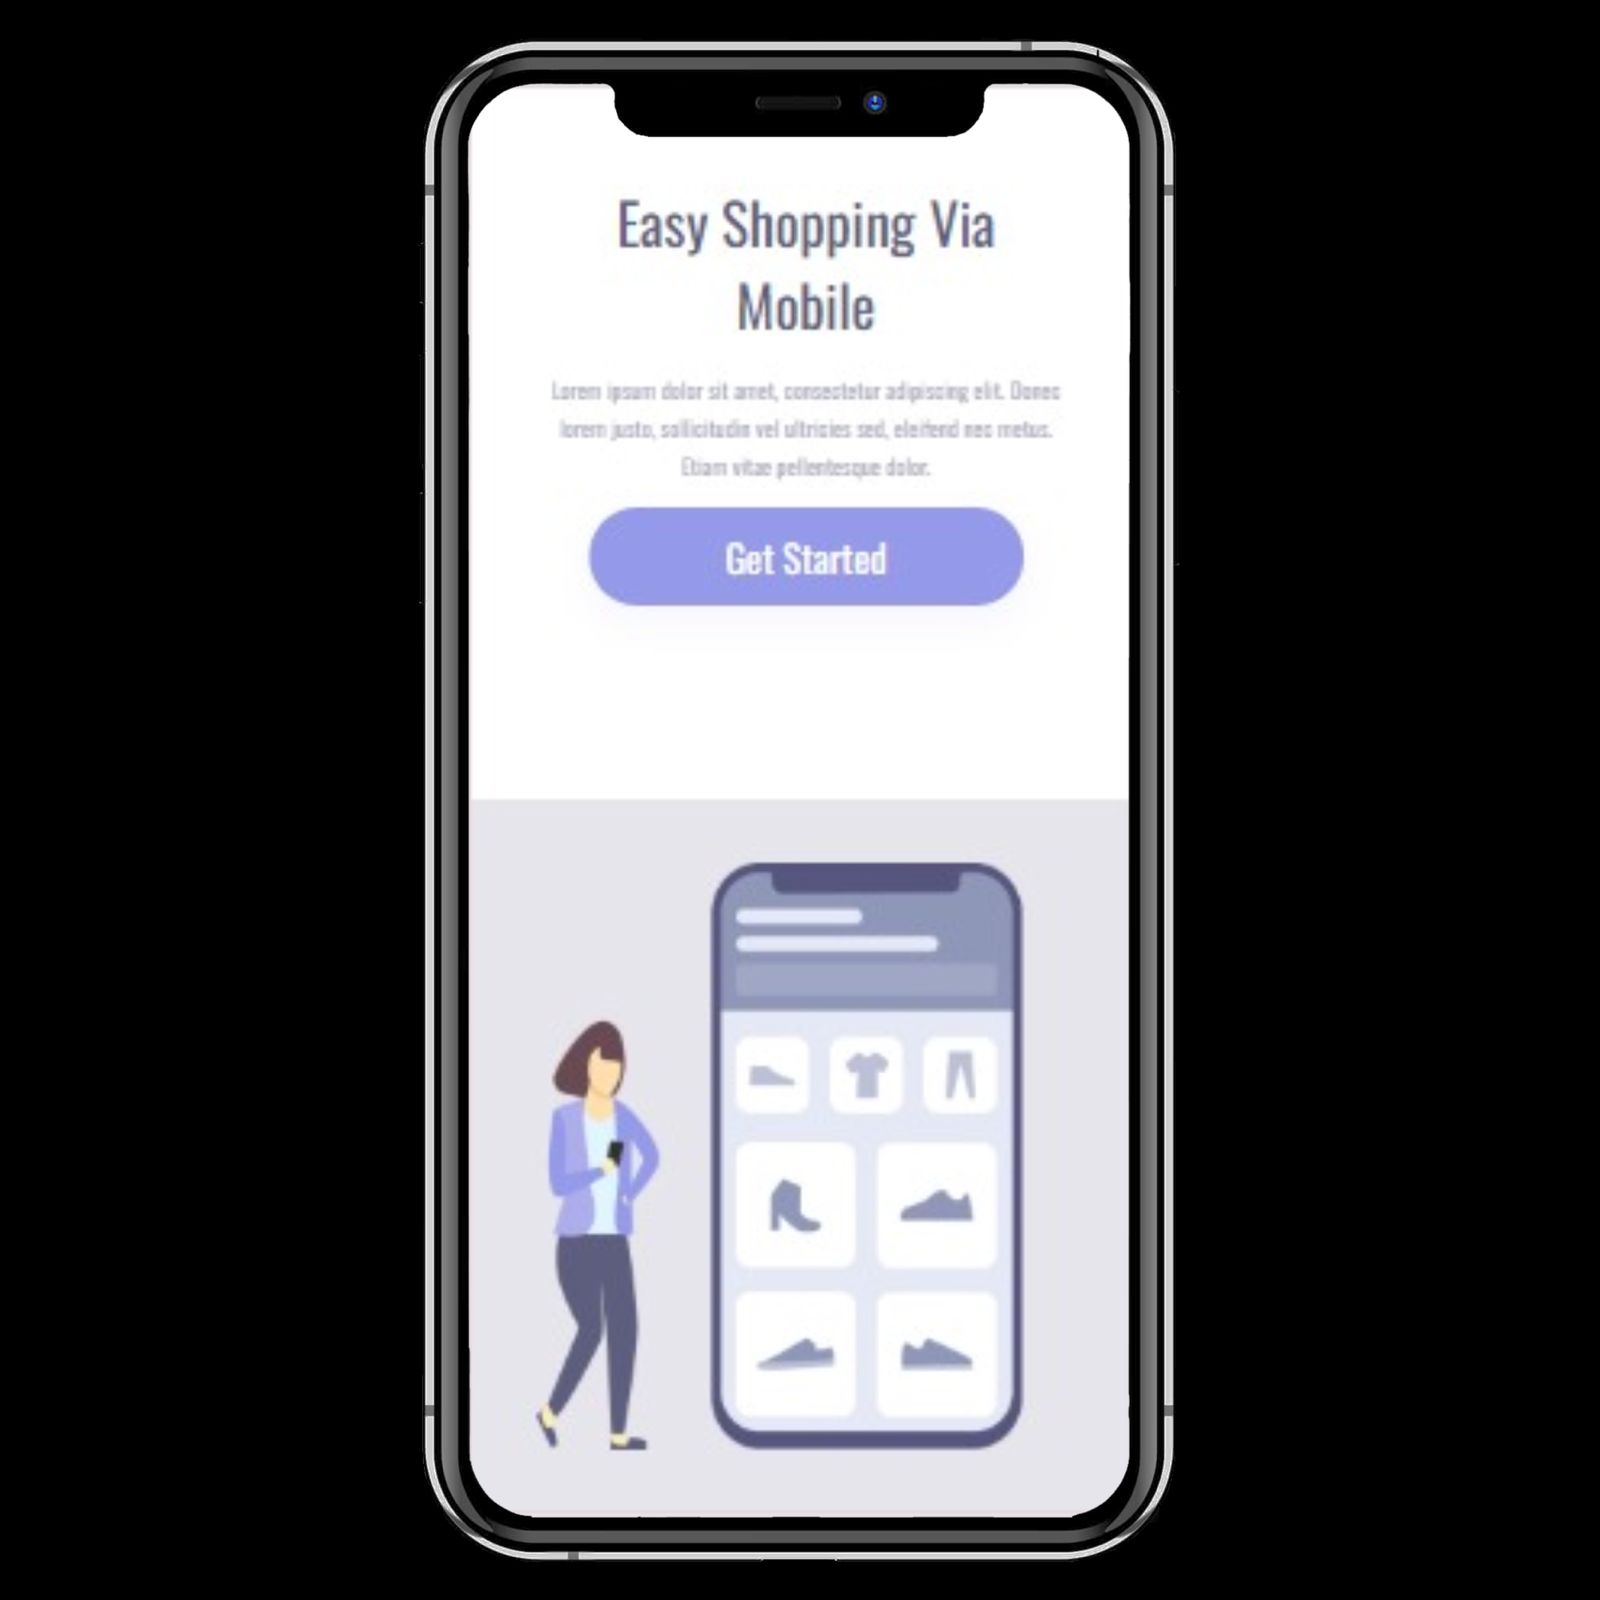 Easy Shopping Via
Mobile
Lorem ipsum dolor sit amet, consectetur adipiscing elit. Donec
lorem justo, sollicitudin vel ultricies sed, eleifend nec metus.
Etiam vitae pellentesque dolor.
Get Started